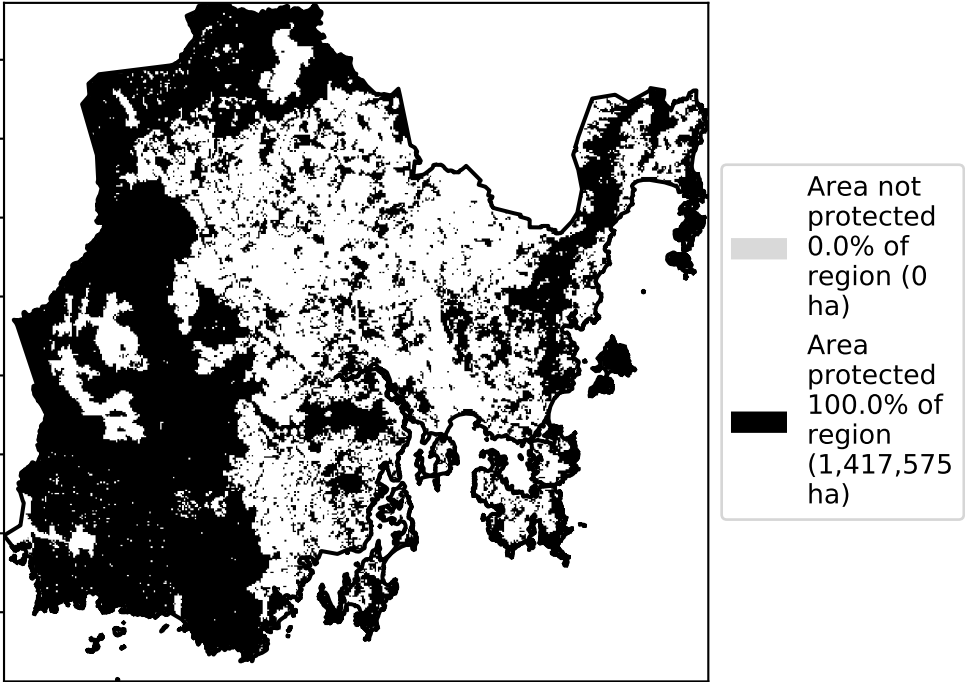 Area not
protected
0.0% of
region (0
ha)
Area
protected
100.0% of
region
(1,417,575
ha)